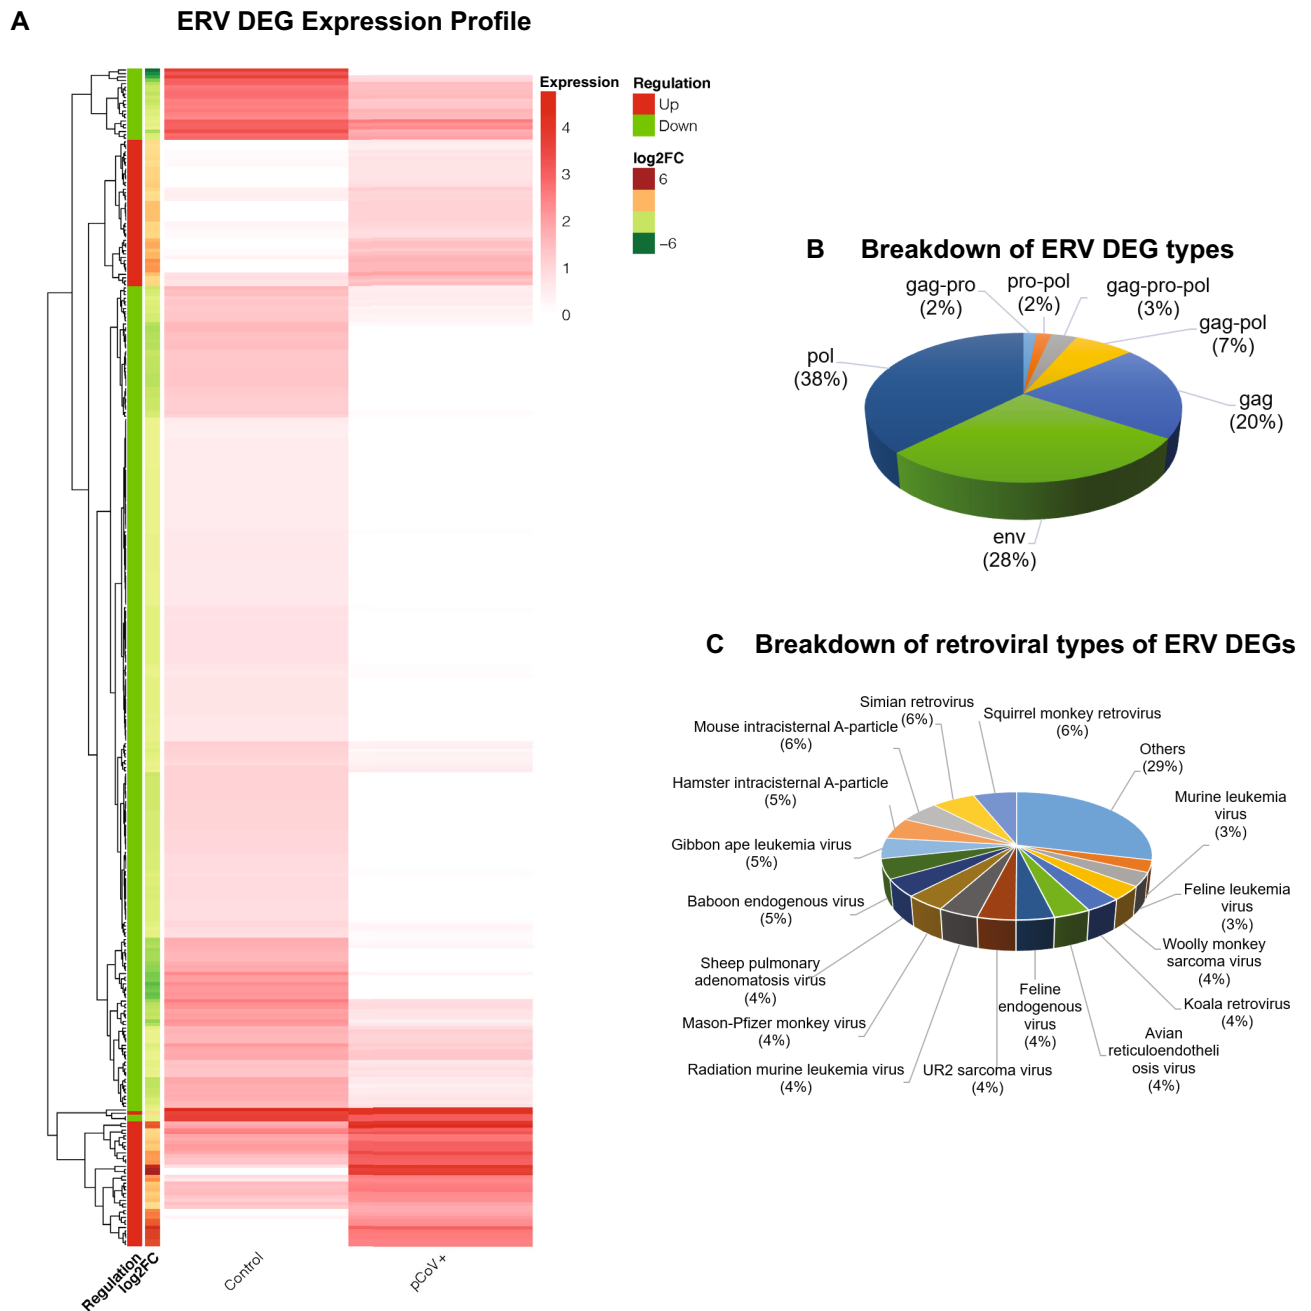 A
ERV DEG Expression Profile
Expression
4
3
2
1
0
Regulation
Up
Down
log2FC
6
−6
Regulation
log2FC
Control
pCoV+
B
Breakdown of ERV DEG types
gag-pro
(2%)
pro-pol
(2%)
gag-pro-pol
(3%)
gag-pol
(7%)
pol
(38%)
gag
(20%)
env
(28%)
C
Breakdown of retroviral types of ERV DEGs
Simian retrovirus
(6%)
Squirrel monkey retrovirus
(6%)
Mouse intracisternal A-particle
(6%)
Others
(29%)
Hamster intracisternal A-particle
(5%)
Murine leukemia
virus
(3%)
Gibbon ape leukemia virus
(5%)
Feline leukemia
virus
(3%)
Baboon endogenous virus
(5%)
Woolly monkey
sarcoma virus
(4%)
Sheep pulmonary
adenomatosis virus
(4%)
Koala retrovirus
(4%)
Mason-Pfizer monkey virus
(4%)
Feline
endogenous
virus
(4%)
Avian
reticuloendotheli
osis virus
(4%)
Radiation murine leukemia virus
(4%)
UR2 sarcoma virus
(4%)